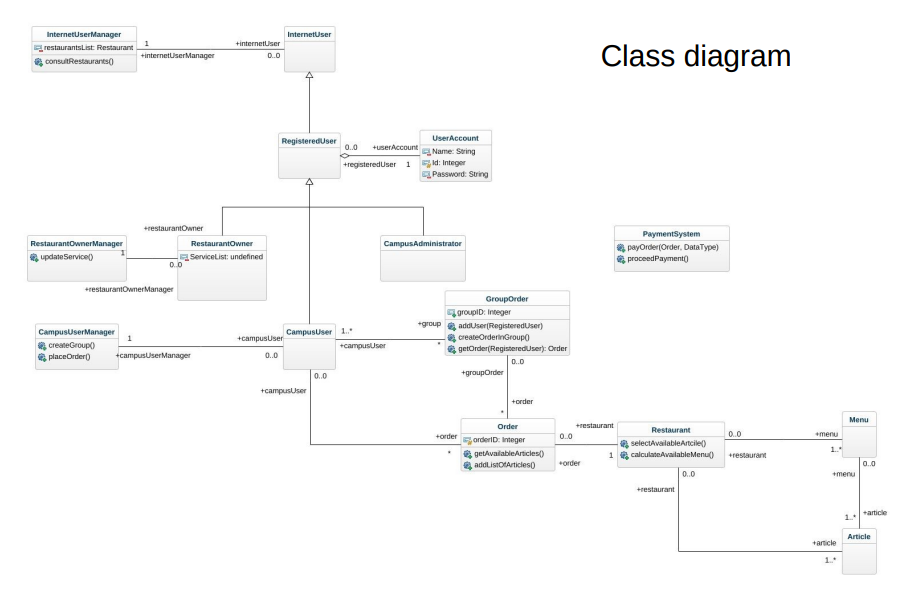 Class diagram
InternetUserManager
restaurantsList: Restaurant
consultRestaurants()
1
+internetUser
+internetUserManager
0..0
InternetUser
RegisteredUser
0..0
+userAccount
+registeredUser
1
UserAccount
Name: String
Id: Integer
Password: String
+restaurantOwner
RestaurantOwnerManager
updateService()
1
0..0
+restaurantOwnerManager
RestaurantOwner
ServiceList: undefined
CampusAdministrator
PaymentSystem
payOrder(Order, DataType)
proceedPayment()
CampusUserManager
createGroup()
placeOrder()
1
+campusUser
+campusUserManager
0..0
CampusUser
1..*
+group
+campusUser
*
GroupOrder
groupID: Integer
addUser(RegisteredUser)
createOrderInGroup()
getOrder(RegisteredUser): Order
0..0
+campusUser
0..0
+groupOrder
+order
*
+order
*
Order
orderID: Integer
getAvailableArticles()
addListOfArticles()
+restaurant
0..0
1
+order
Restaurant
selectAvailableArtcile()
calculateAvailableMenu()
0..0
+menu
+restaurant
1..*
Menu
0..0
+restaurant
0..0
+menu
+article
1..*
+article
1..*
Article